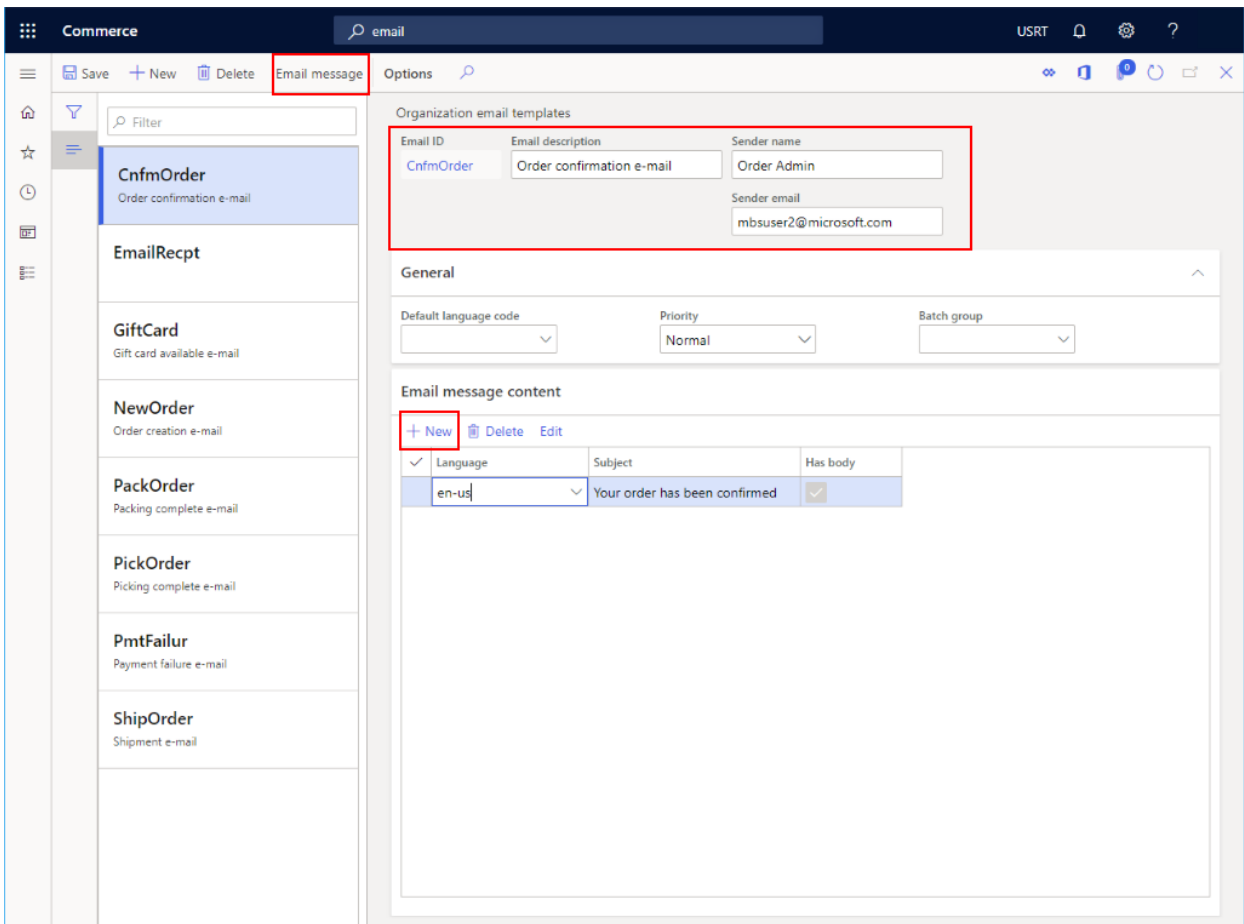 Commerce
email
USRT
?
Save
New
Delete
Email message
Options
0
Filter
CnfmOrder
Order confirmation e-mail
EmailRecpt
GiftCard
Gift card available e-mail
NewOrder
Order creation e-mail
PackOrder
Packing complete e-mail
PickOrder
Picking complete e-mail
PmtFailur
Payment failure e-mail
ShipOrder
Shipment e-mail
Organization email templates
Email ID
Email description
Sender name
CnfmOrder
Order confirmation e-mail
Order Admin
Sender email
mbsuser2@microsoft.com
General
Default language code
Priority
Batch group
Normal
Email message content
New
Delete
Edit
Language
Subject
Has body
en-us
Your order has been confirmed